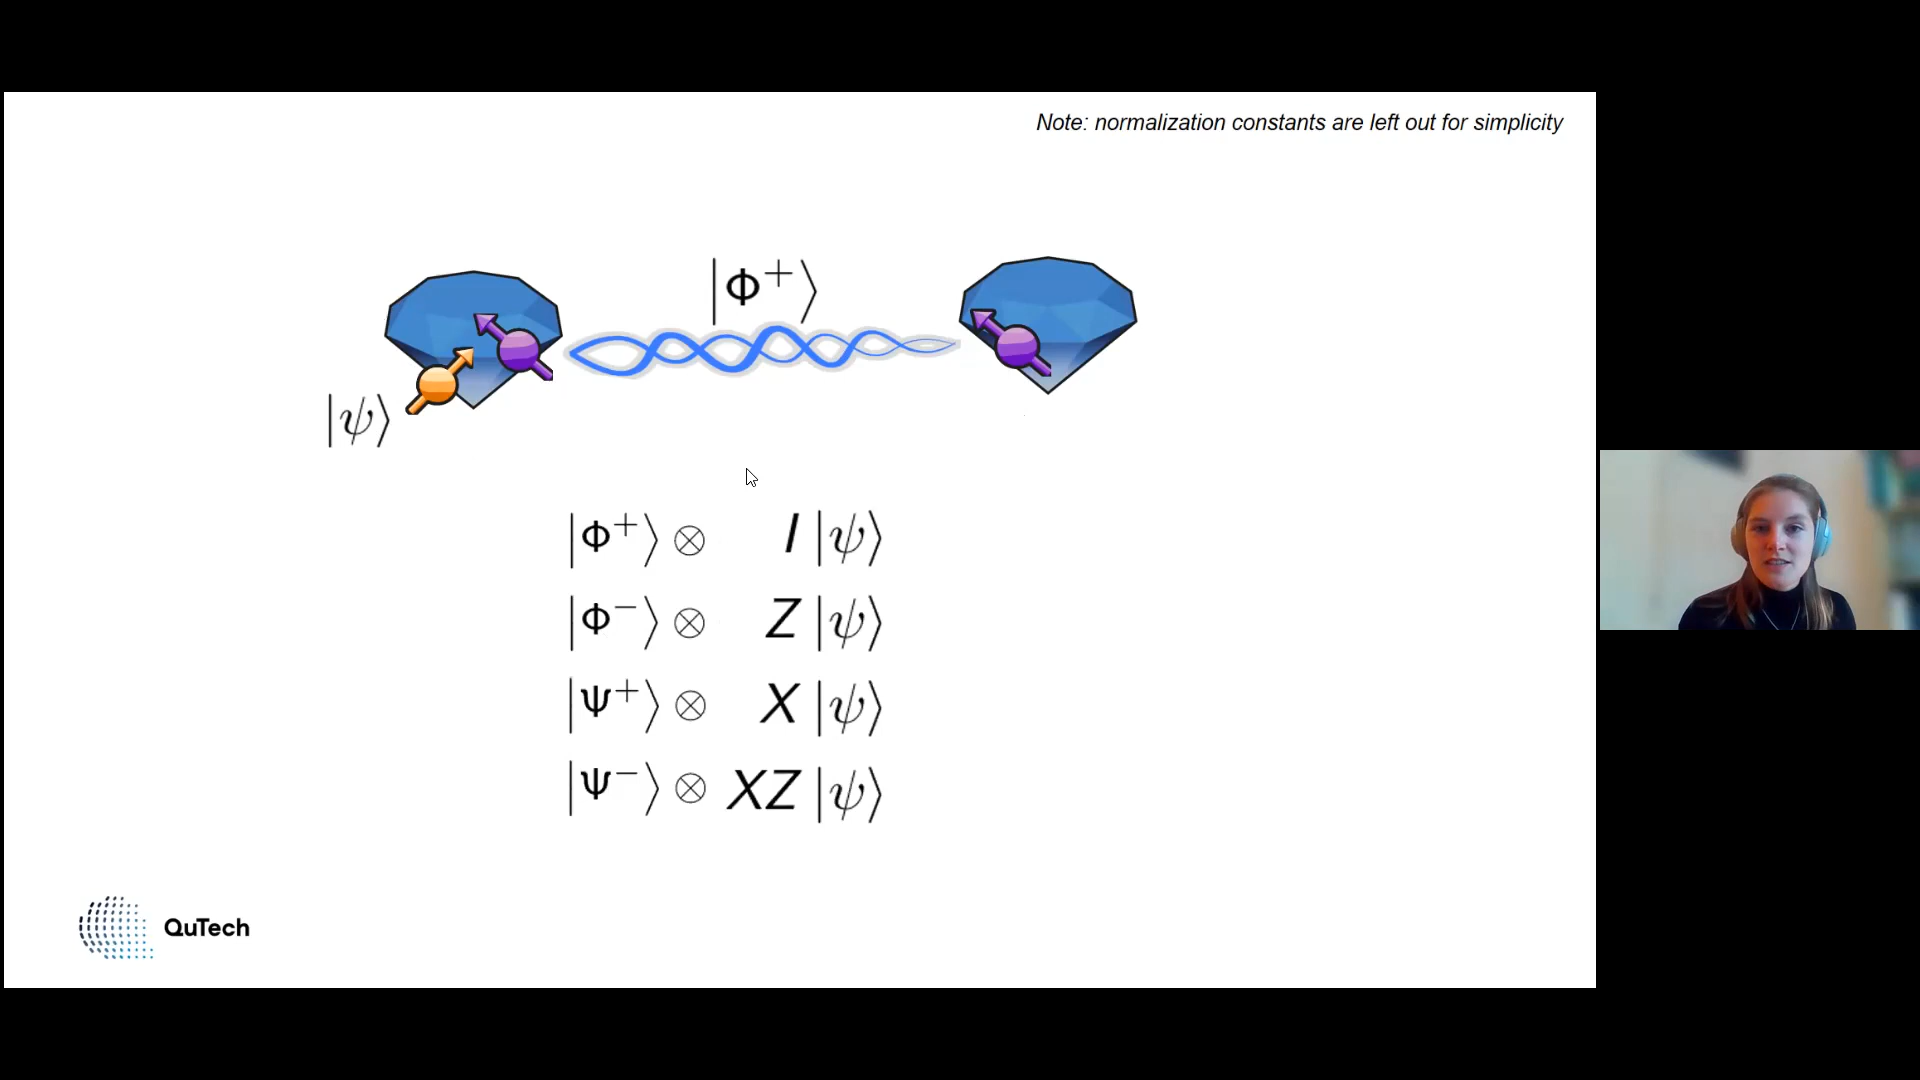 Note: normalization constants are left out for simplicity
|Φ⁺⟩
|ψ⟩
|Φ⁺⟩ ⊗ I |ψ⟩
|Φ⁻⟩ ⊗ Z |ψ⟩
|Ψ⁺⟩ ⊗ X |ψ⟩
|Ψ⁻⟩ ⊗ XZ |ψ⟩
QuTech